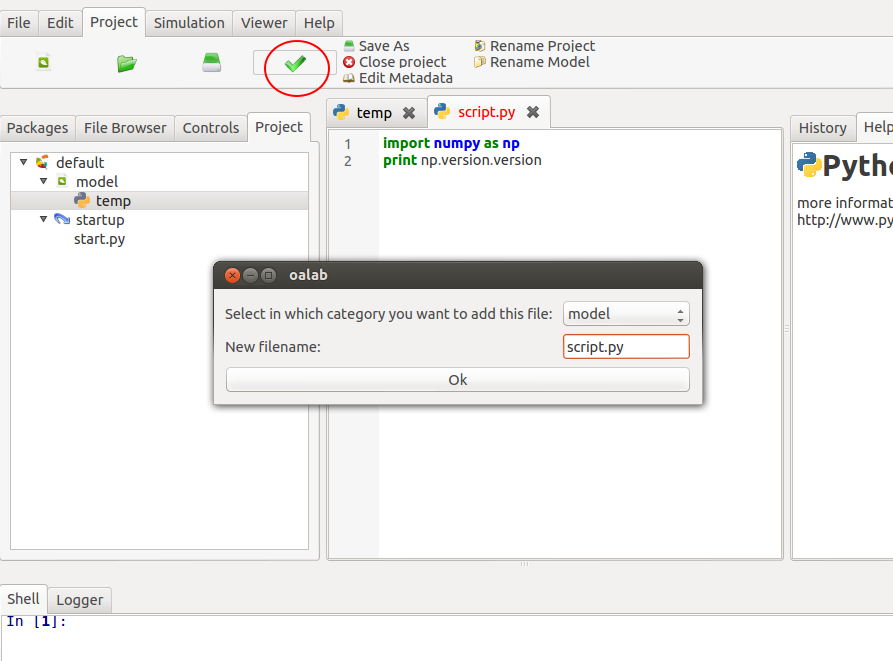 File Edit Project Simulation Viewer Help
Save As
Close project
Edit Metadata
Rename Project
Rename Model
Packages File Browser Controls Project
default
model
temp
startup
start.py
temp script.py
1 import numpy as np
2 print np.version.version
History Help
more informat
http://www.py
oalab
Select in which category you want to add this file: model
New filename: script.py
Ok
Shell Logger
In [1]: